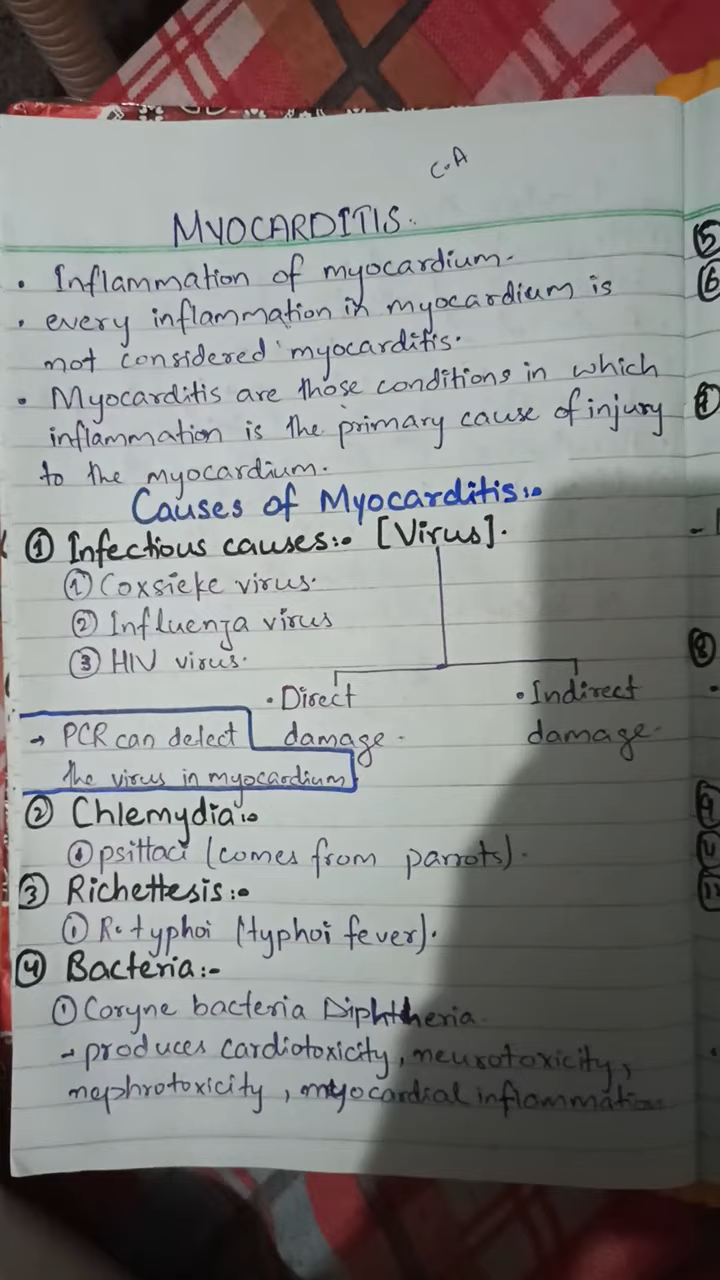 C.A
MYOCARDITIS.
• Inflammation of myocardium.
• every inflammation in myocardium is
not considered myocarditis.
• Myocarditis are those conditions in which
inflammation is the primary cause of injury
to the myocardium.
Causes of Myocarditis:•
① Infectious causes:• [Virus].
① Coxsieke virus.
② Influenza virus
③ HIV virus.
• Direct
damage.
• Indirect
damage.
→ PCR can detect
the virus in myocardium
② Chlemydia:•
① psittaci (comes from parrots).
③ Richettesis:•
① R. typhoi (typhoi fever).
④ Bacteria:-
① Coryne bacteria Diphtheria.
→ produces cardiotoxicity, neurotoxicity,
nephrotoxicity, myocardial inflammation
⑤
⑥
⑧